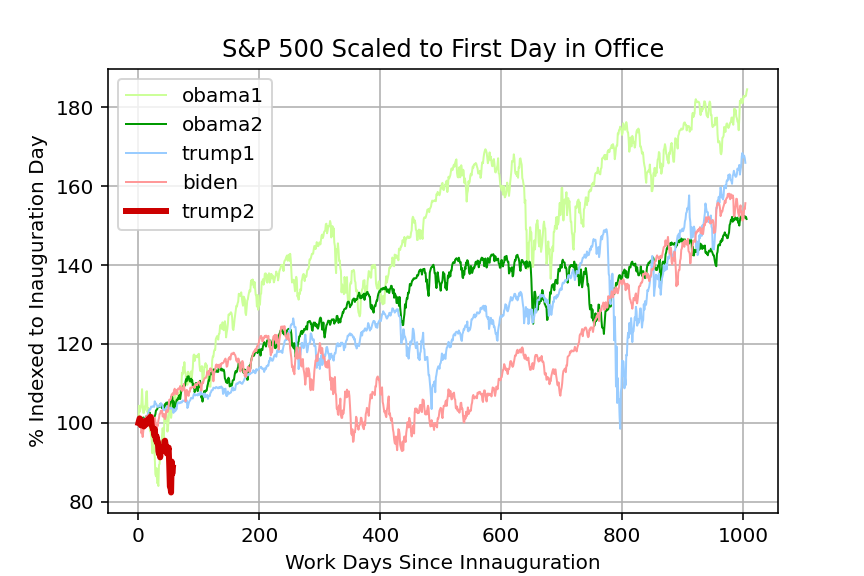 S&P 500 Scaled to First Day in Office
obama1
obama2
trump1
biden
trump2
% Indexed to Inauguration Day
180
160
140
120
100
80
0 200 400 600 800 1000
Work Days Since Innauguration